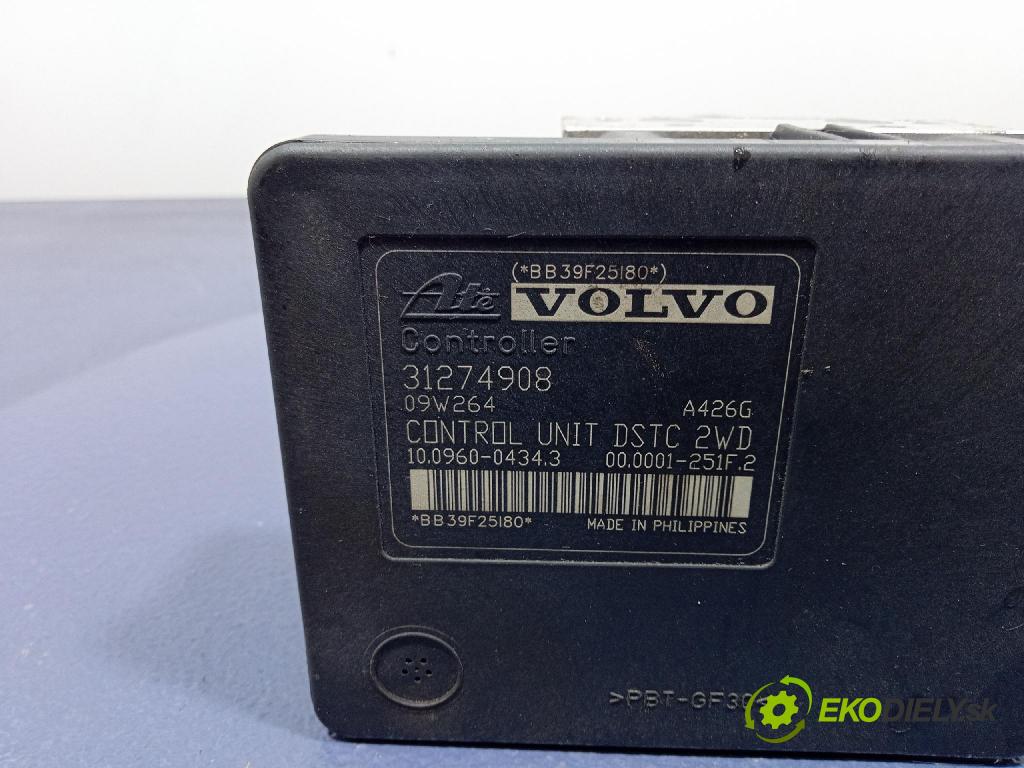 (*BB39F25180*)
Ate VOLVO
Controller
31274908
09W264 A426G
CONTROL UNIT DSTC 2WD
10.0960-0434.3 00.0001-251F.2
*BB39F25180* MADE IN PHILIPPINES
>PBT-GF30<
EKODIELY.sk